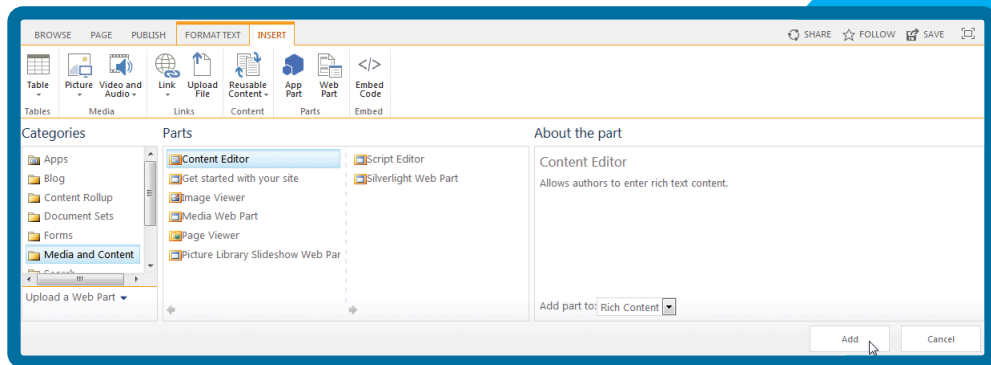 BROWSE PAGE PUBLISH FORMAT TEXT INSERT SHARE FOLLOW SAVE
Table Picture Video and Audio Link Upload File Reusable Content App Part Web Part Embed Code
Tables Media Links Content Parts Embed
Categories
Apps
Blog
Content Rollup
Document Sets
Forms
Media and Content
Upload a Web Part
Parts
Content Editor
Get started with your site
Image Viewer
Media Web Part
Page Viewer
Picture Library Slideshow Web Par
Script Editor
Silverlight Web Part
About the part
Content Editor
Allows authors to enter rich text content.
Add part to: Rich Content
Add Cancel